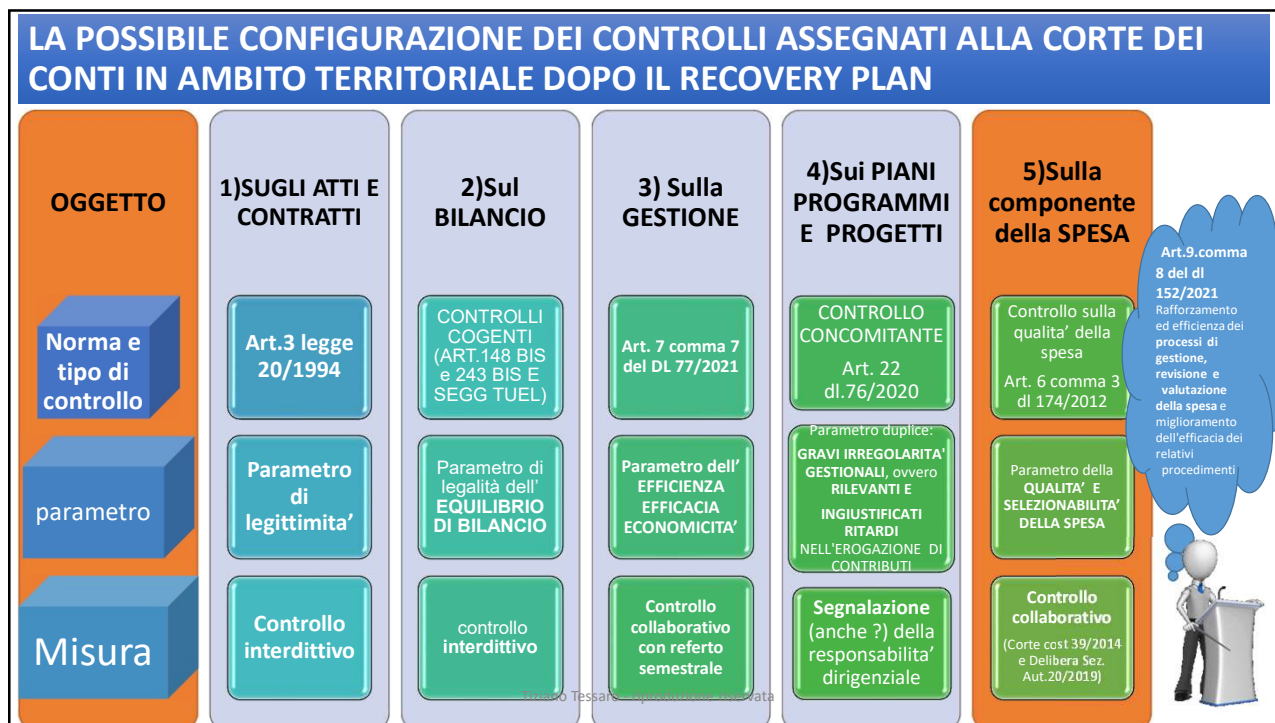 LA POSSIBILE CONFIGURAZIONE DEI CONTROLLI ASSEGNATI ALLA CORTE DEI
CONTI IN AMBITO TERRITORIALE DOPO IL RECOVERY PLAN
OGGETTO
1)SUGLI ATTI E
CONTRATTI
2)Sul
BILANCIO
3) Sulla
GESTIONE
4)Sui PIANI
PROGRAMMI
E PROGETTI
5)Sulla
componente
della SPESA
Norma e
tipo di
controllo
Art.3 legge
20/1994
CONTROLLI
COGENTI
(ART.148 BIS
e 243 BIS E
SEGG TUEL)
Art. 7 comma 7
del DL 77/2021
CONTROLLO
CONCOMITANTE
Art. 22
dl.76/2020
Controllo sulla
qualita' della
spesa
Art. 6 comma 3
dl 174/2012
Art.9.comma
8 del dl
152/2021
Rafforzamento
ed efficienza dei
processi di
gestione,
revisione e
valutazione
della spesa e
miglioramento
dell'efficacia dei
relativi
procedimenti
parametro
Parametro
di
legittimita'
Parametro di
legalità dell'
EQUILIBRIO
DI BILANCIO
Parametro dell'
EFFICIENZA
EFFICACIA
ECONOMICITA'
Parametro duplice:
GRAVI IRREGOLARITA'
GESTIONALI, ovvero
RILEVANTI E
INGIUSTIFICATI
RITARDI
NELL'EROGAZIONE DI
CONTRIBUTI
Parametro della
QUALITA' E
SELEZIONABILITA'
DELLA SPESA
Misura
Controllo
interdittivo
controllo
interdittivo
Controllo
collaborativo
con referto
semestrale
Segnalazione
(anche ?) della
responsabilita'
dirigenziale
Controllo
collaborativo
(Corte cost 39/2014
e Delibera Sez.
Aut.20/2019)
Tiziano Tessaro - riproduzione riservata